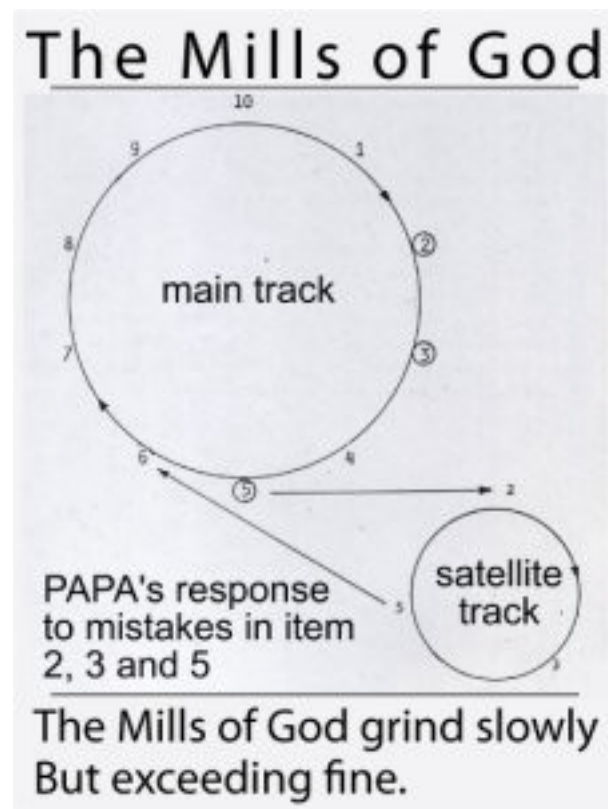 The Mills of God
10
9
1
8
2
main track
7
3
6
4
5
2
satellite
track
5
3
PAPA's response
to mistakes in item
2, 3 and 5
The Mills of God grind slowly
But exceeding fine.